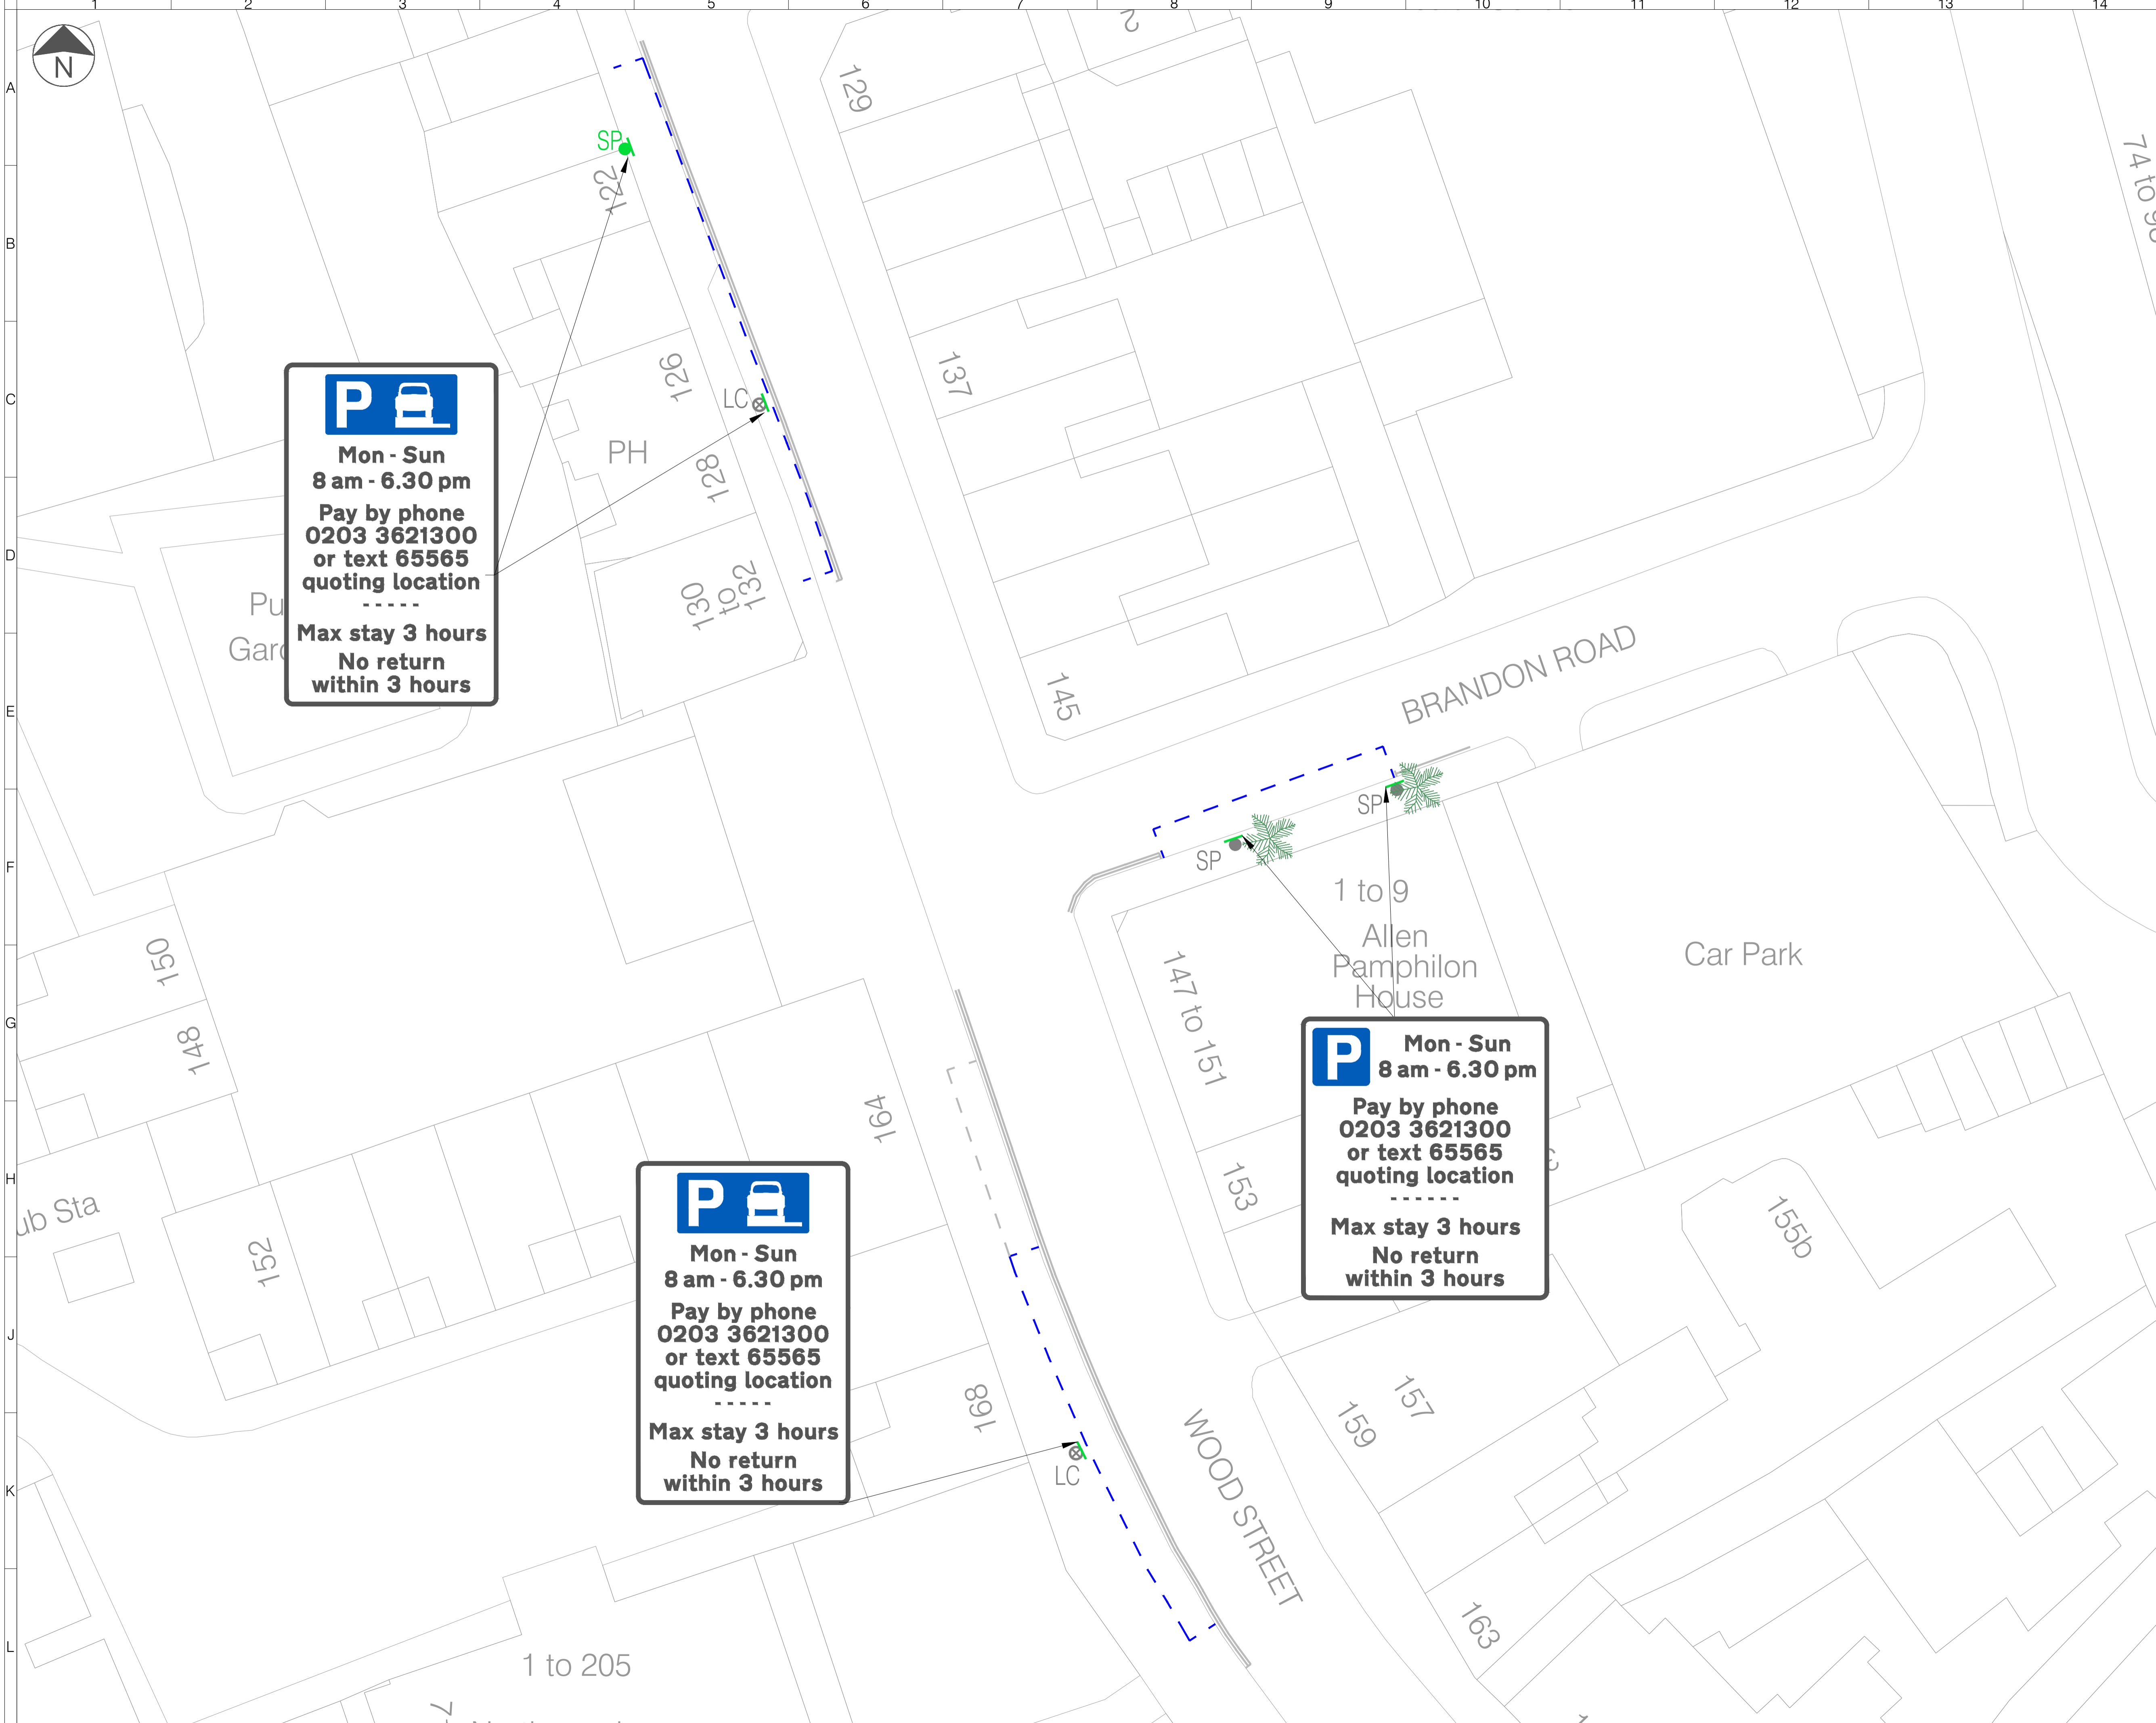 1 2 3 4 5 6 7 8 9 10 11 12 13 14
A
B
C
D
E
F
G
H
J
K
L
N
SP
122
126
LC
PH
128
130
to
132
129
137
145
2
74 to
P
Mon - Sun
8 am - 6.30 pm
Pay by phone
0203 3621300
or text 65565
quoting location
- - - - -
Max stay 3 hours
No return
within 3 hours
BRANDON ROAD
SP
SP
1 to 9
Allen
Pamphilon
House
Car Park
147 to 151
153
P
Mon - Sun
8 am - 6.30 pm
Pay by phone
0203 3621300
or text 65565
quoting location
- - - - - -
Max stay 3 hours
No return
within 3 hours
150
148
152
164
168
ub Sta
P
Mon - Sun
8 am - 6.30 pm
Pay by phone
0203 3621300
or text 65565
quoting location
- - - - -
Max stay 3 hours
No return
within 3 hours
LC
WOOD STREET
155b
157
159
163
1 to 205